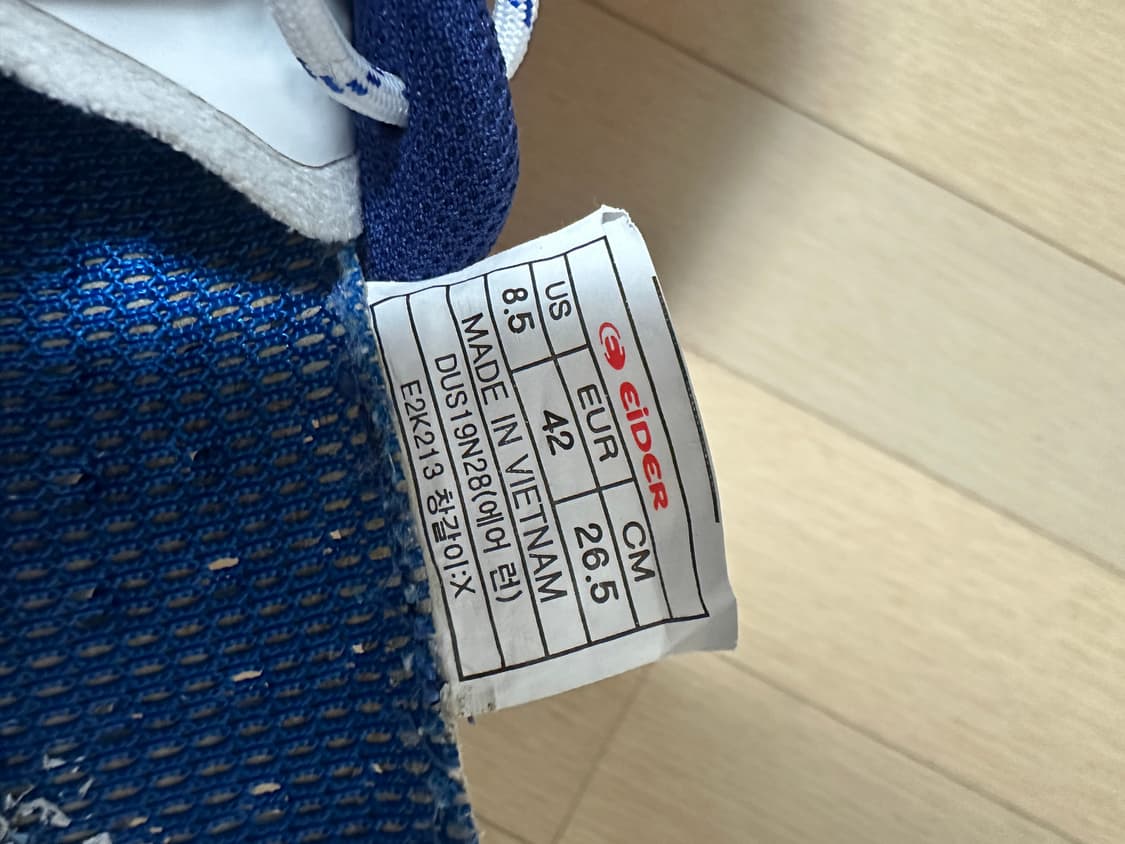 EiDER
US EUR CM
8.5 42 26.5
MADE IN VIETNAM
DUS19N28(에어 런)
E2K213 창갈이:X